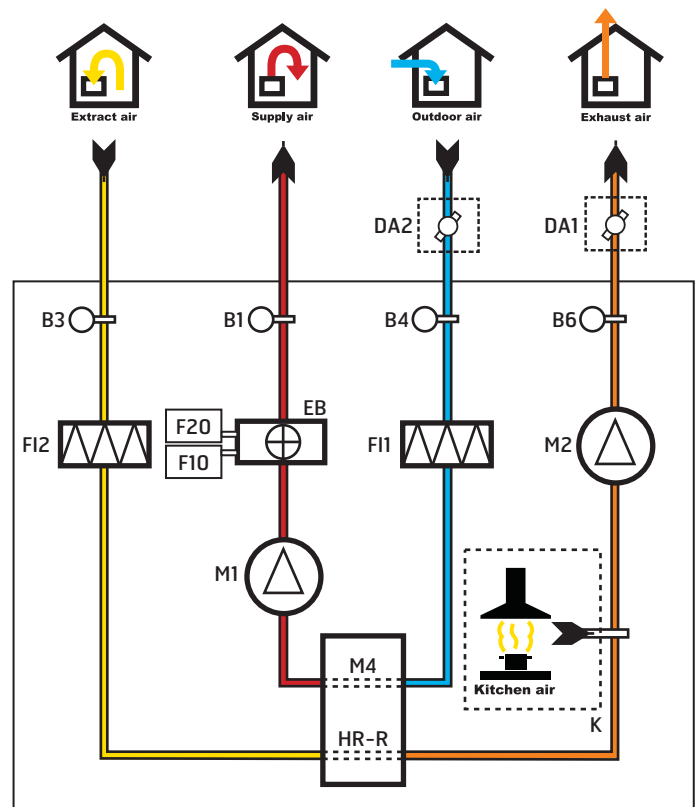 Extract air
Supply air
Outdoor air
Exhaust air
DA2
DA1
B3
B1
B4
B6
EB
F20
F10
FI2
FI1
M2
M1
M4
Kitchen air
K
HR-R